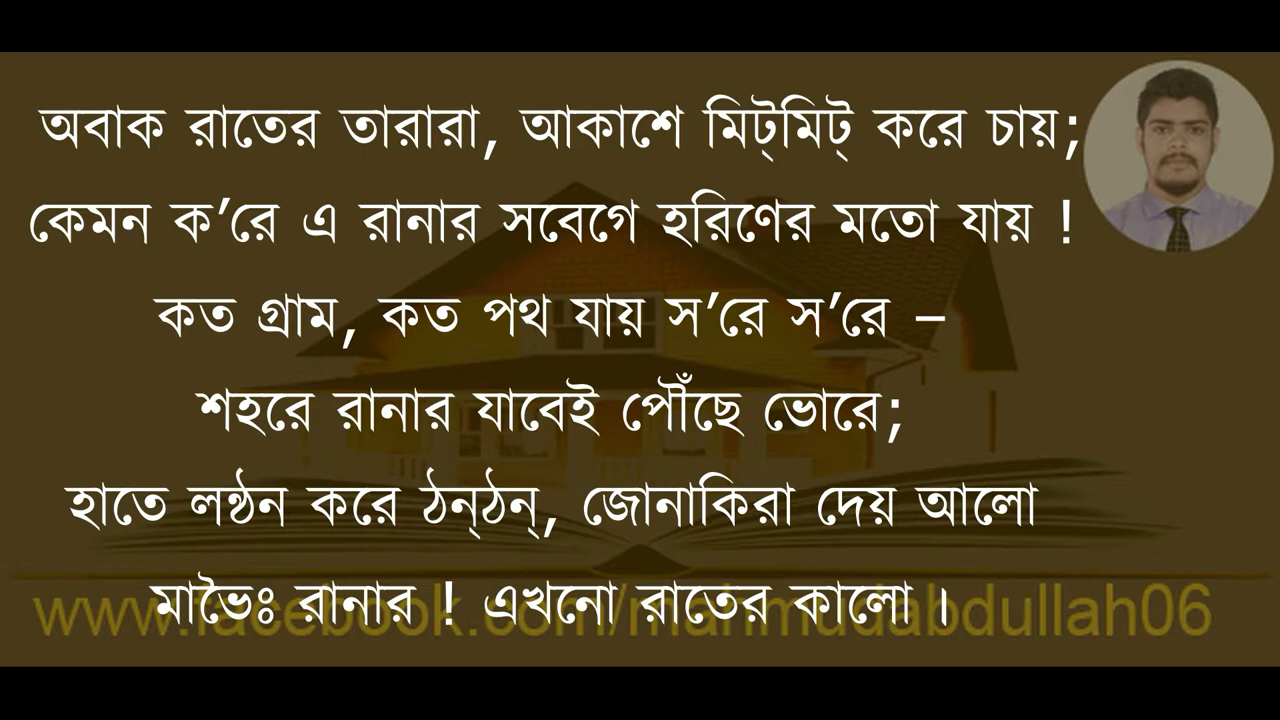 অবাক রাতের তারারা, আকাশে মিট্‌মিট্‌ করে চায়;
কেমন ক’রে এ রানার সবেগে হরিণের মতো যায় !
কত গ্রাম, কত পথ যায় স’রে স’রে –
শহরে রানার যাবেই পৌঁছে ভোরে;
হাতে লণ্ঠন করে ঠন্‌ঠন্‌, জোনাকিরা দেয় আলো
মাভৈঃ রানার ! এখনো রাতের কালো ।
www.facebook.com/mahmudabdullah06